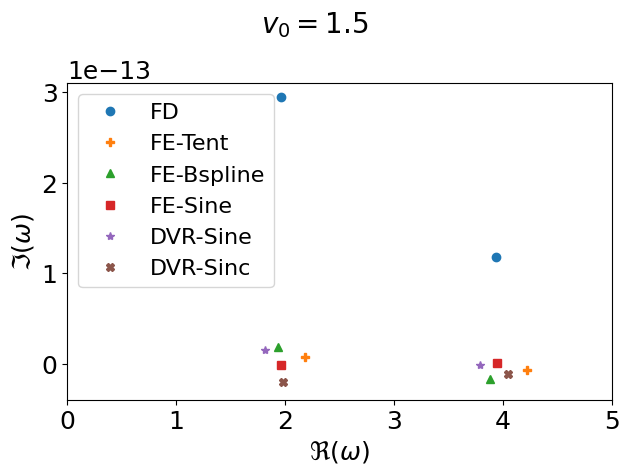 v₀ = 1.5
1e−13
3
2
1
0
ℑ(ω)
FD
FE-Tent
FE-Bspline
FE-Sine
DVR-Sine
DVR-Sinc
0 1 2 3 4 5
ℜ(ω)